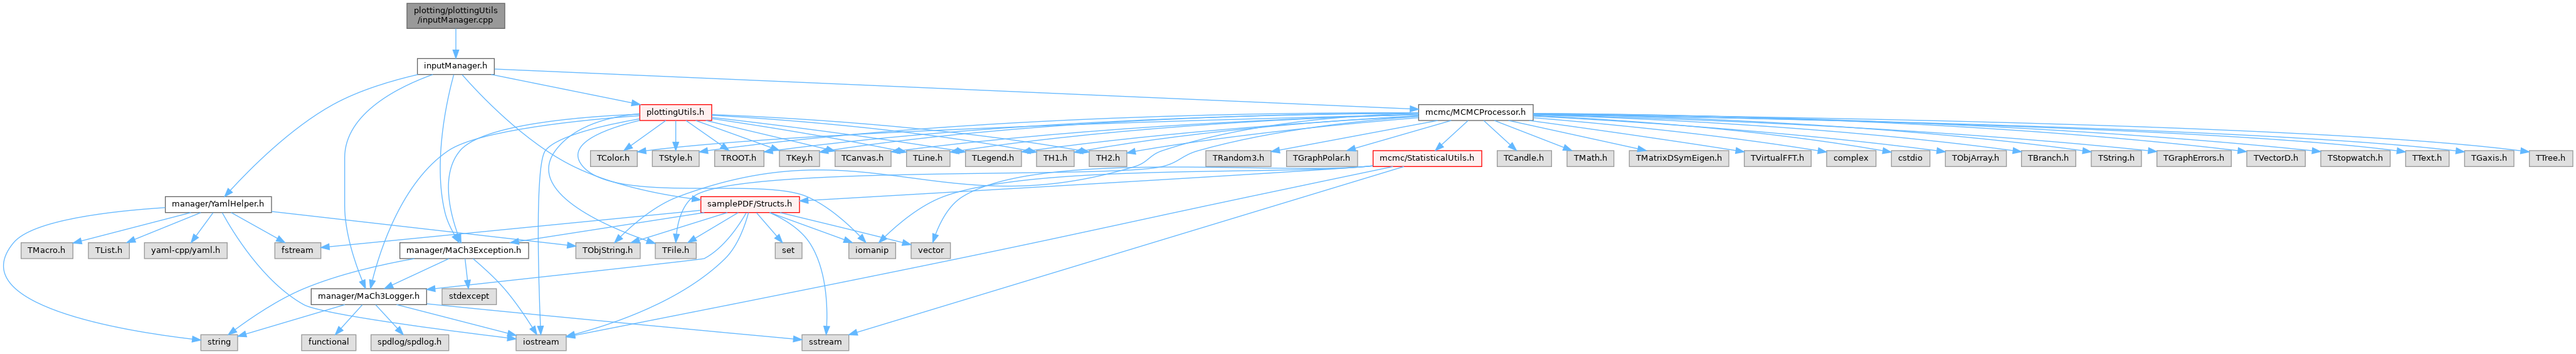 plotting/plottingUtils
/inputManager.cpp
inputManager.h
plottingUtils.h
mcmc/MCMCProcessor.h
TColor.h
TStyle.h
TROOT.h
TKey.h
TCanvas.h
TLine.h
TLegend.h
TH1.h
TH2.h
TRandom3.h
TGraphPolar.h
mcmc/StatisticalUtils.h
TCandle.h
TMath.h
TMatrixDSymEigen.h
TVirtualFFT.h
complex
cstdio
TObjArray.h
TBranch.h
TString.h
TGraphErrors.h
TVectorD.h
TStopwatch.h
TText.h
TGaxis.h
TTree.h
manager/YamlHelper.h
samplePDF/Structs.h
TMacro.h
TList.h
yaml-cpp/yaml.h
fstream
manager/MaCh3Exception.h
TObjString.h
TFile.h
set
iomanip
vector
manager/MaCh3Logger.h
stdexcept
string
functional
spdlog/spdlog.h
iostream
sstream